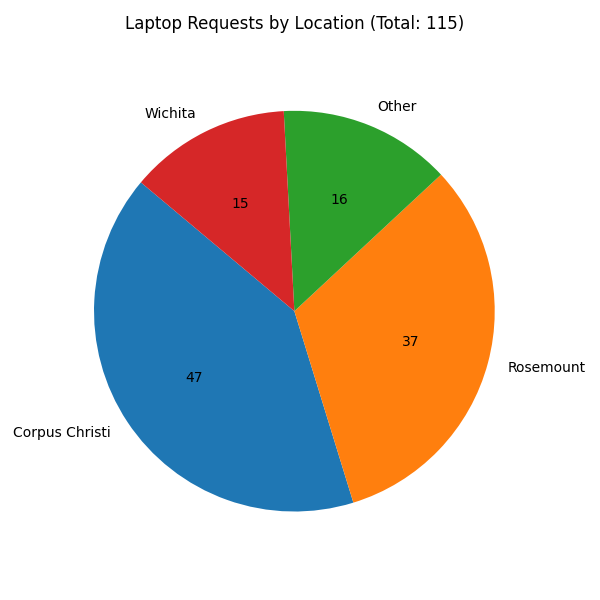 Laptop Requests by Location (Total: 115)
Wichita
Other
15
16
37
Rosemount
47
Corpus Christi